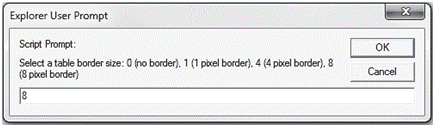 Explorer User Prompt
Script Prompt:
OK
Select a table border size: 0 (no border), 1 (1 pixel border), 4 (4 pixel border), 8
(8 pixel border)
Cancel
8